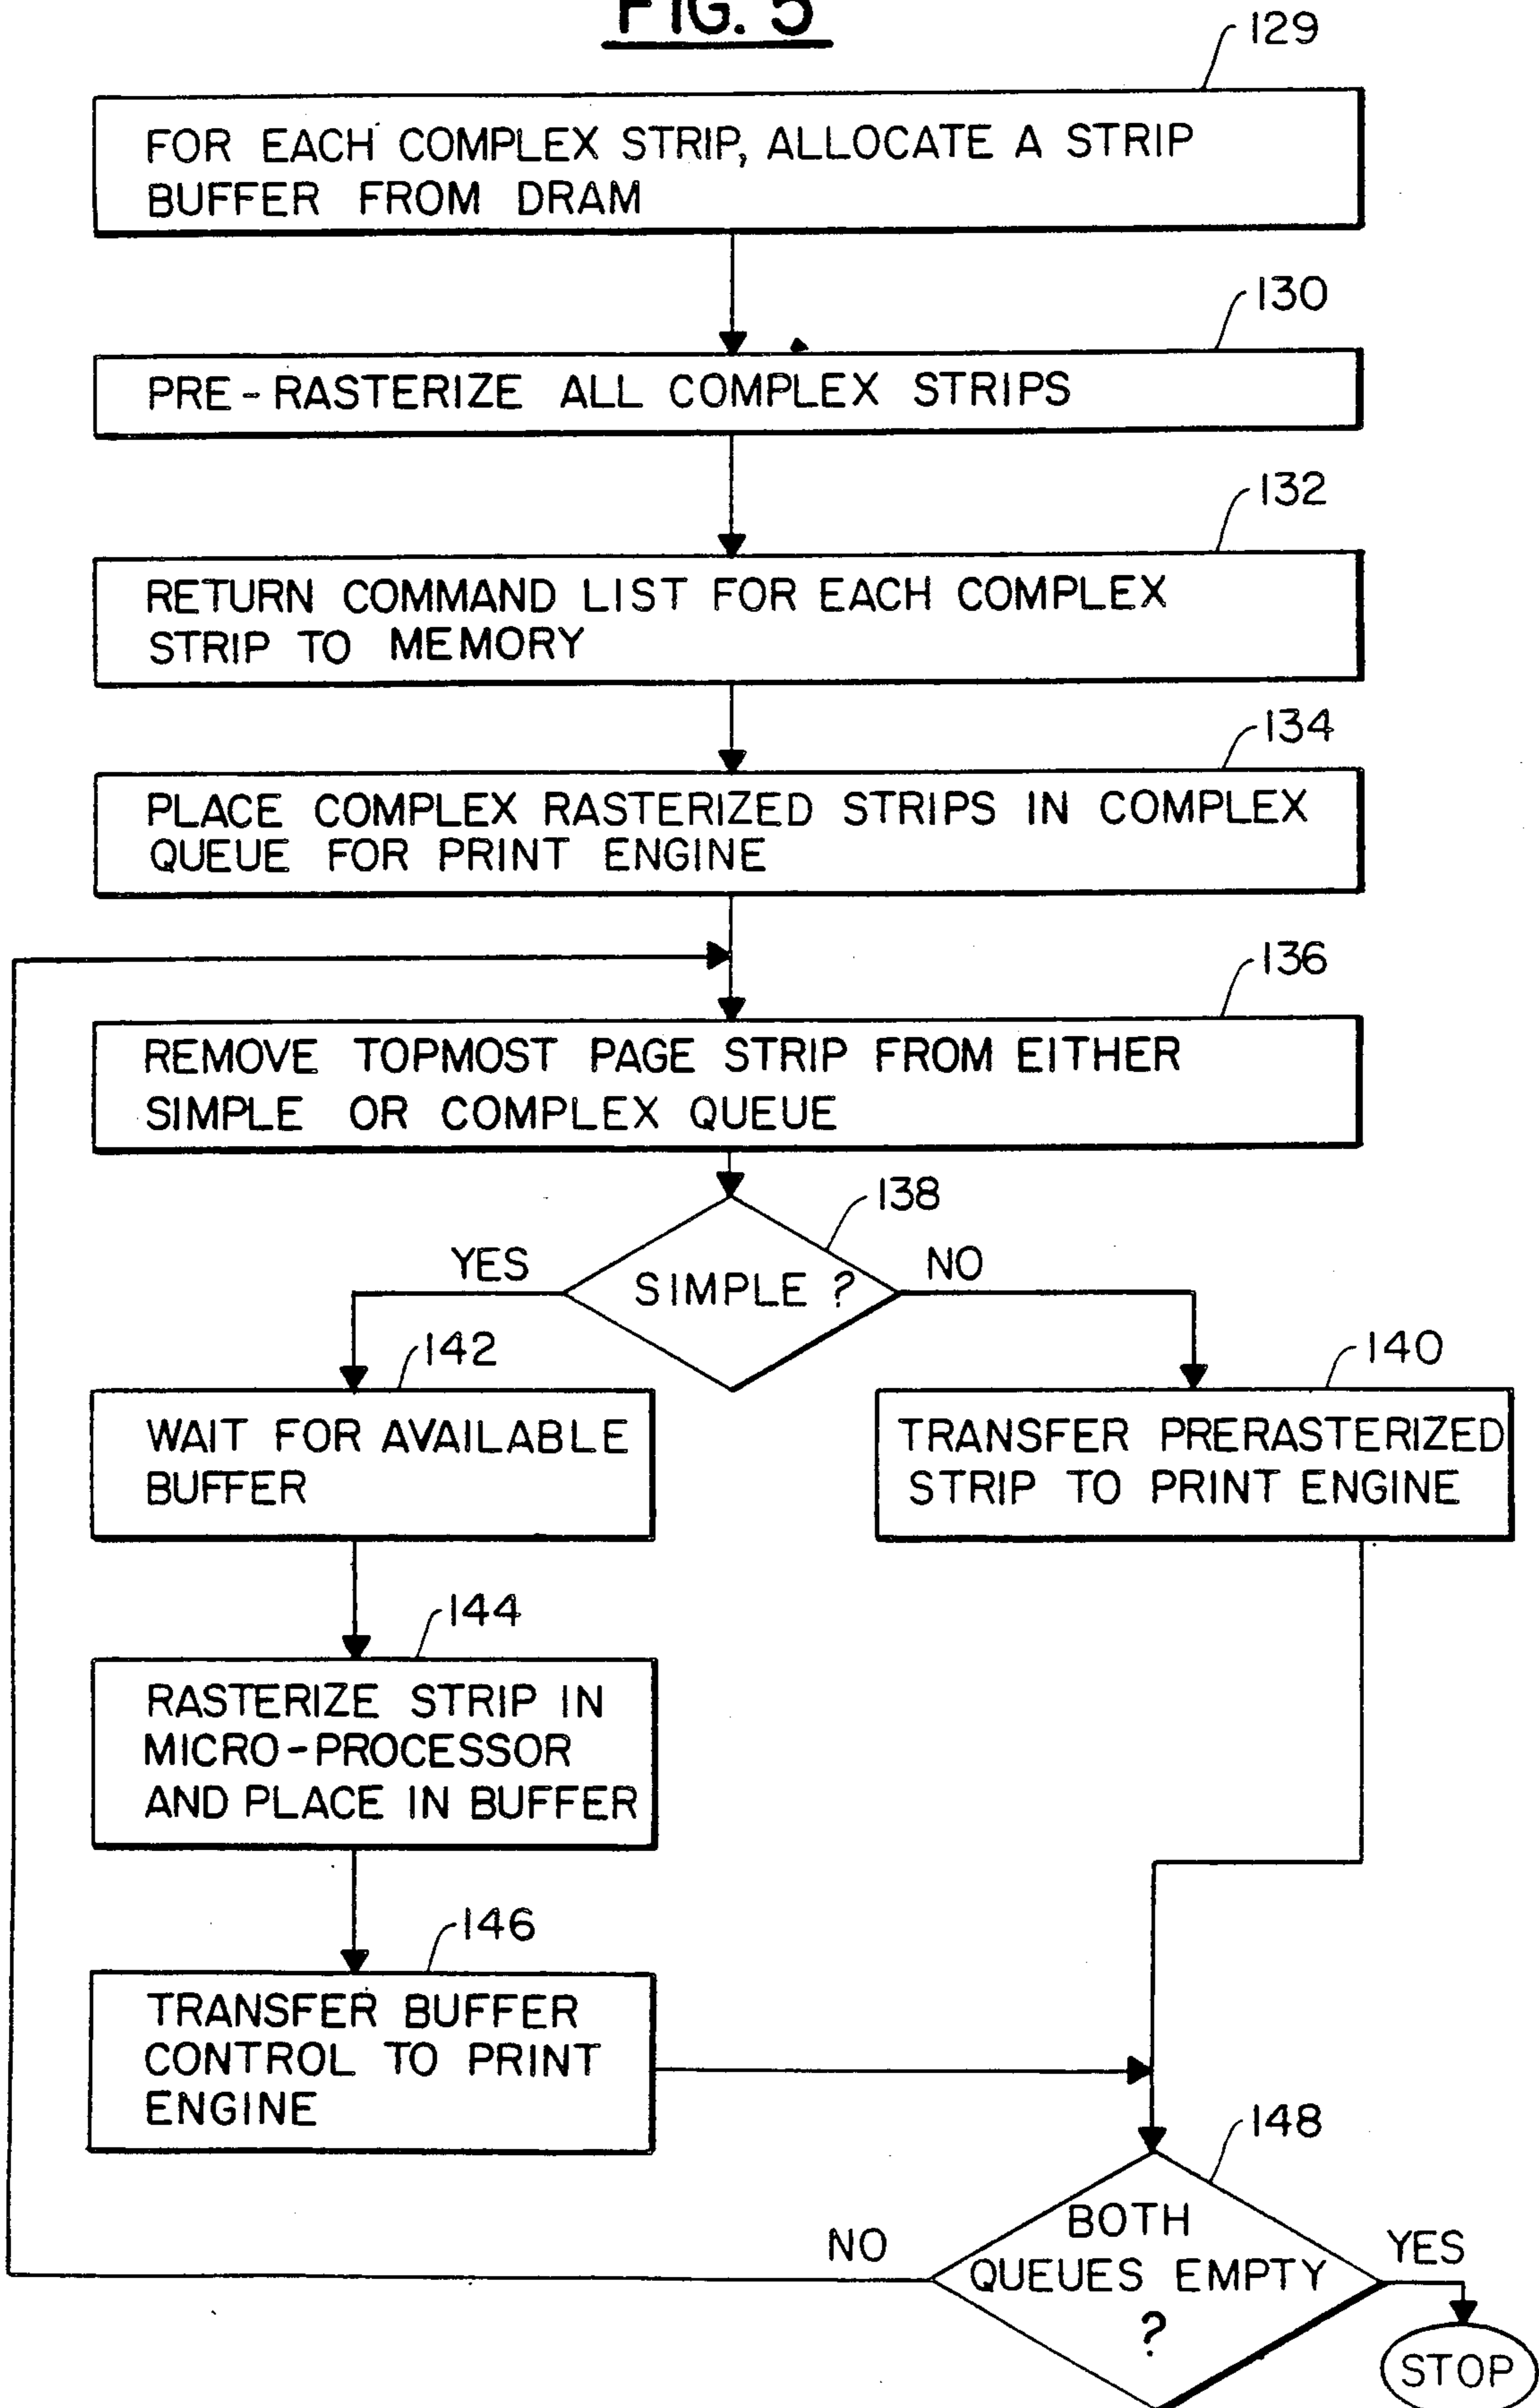 FIG. 5
129
FOR EACH COMPLEX STRIP, ALLOCATE A STRIP
BUFFER FROM DRAM
130
PRE-RASTERIZE ALL COMPLEX STRIPS
132
RETURN COMMAND LIST FOR EACH COMPLEX
STRIP TO MEMORY
134
PLACE COMPLEX RASTERIZED STRIPS IN COMPLEX
QUEUE FOR PRINT ENGINE
136
REMOVE TOPMOST PAGE STRIP FROM EITHER
SIMPLE OR COMPLEX QUEUE
138
YES
SIMPLE ?
NO
142
WAIT FOR AVAILABLE
BUFFER
140
TRANSFER PRERASTERIZED
STRIP TO PRINT ENGINE
144
RASTERIZE STRIP IN
MICRO-PROCESSOR
AND PLACE IN BUFFER
146
TRANSFER BUFFER
CONTROL TO PRINT
ENGINE
148
NO
BOTH
QUEUES EMPTY
?
YES
STOP